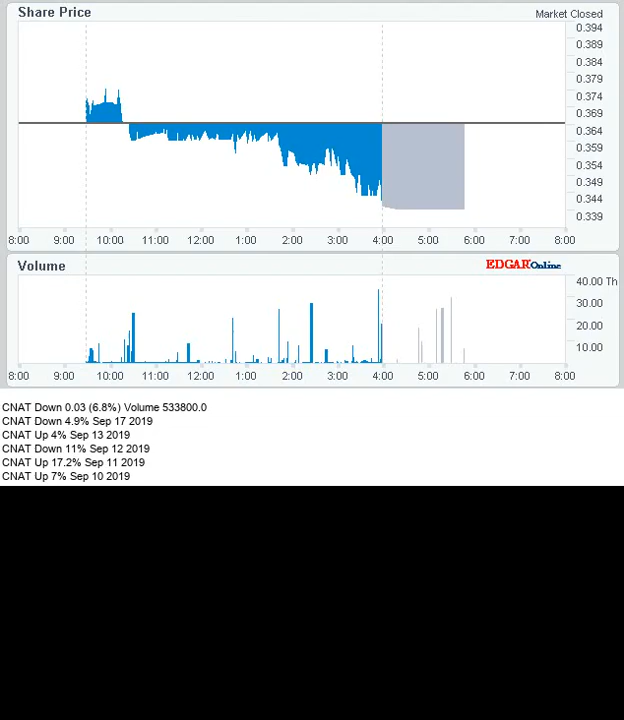 Share Price
Market Closed
0.394
0.389
0.384
0.379
0.374
0.369
0.364
0.359
0.354
0.349
0.344
0.339
8:00 9:00 10:00 11:00 12:00 1:00 2:00 3:00 4:00 5:00 6:00 7:00 8:00
Volume
EDGAR Online
40.00 Th
30.00
20.00
10.00
8:00 9:00 10:00 11:00 12:00 1:00 2:00 3:00 4:00 5:00 6:00 7:00 8:00
CNAT Down 0.03 (6.8%) Volume 533800.0
CNAT Down 4.9% Sep 17 2019
CNAT Up 4% Sep 13 2019
CNAT Down 11% Sep 12 2019
CNAT Up 17.2% Sep 11 2019
CNAT Up 7% Sep 10 2019